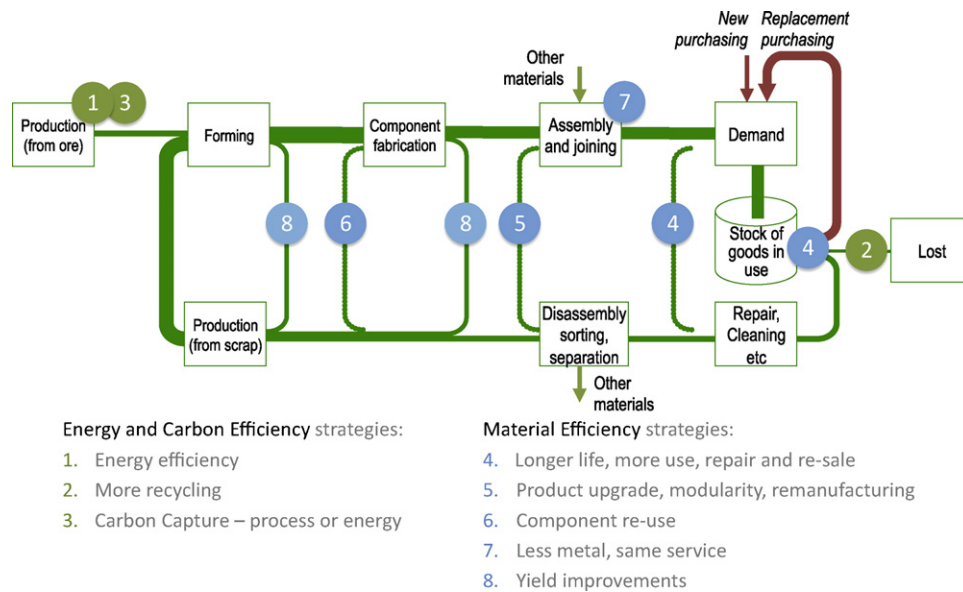 New
purchasing
Replacement
purchasing
Other
materials
1
3
7
Production
(from ore)
Forming
Component
fabrication
Assembly
and joining
Demand
8
6
8
5
4
Stock of
goods in
use
4
2
Lost
Production
(from scrap)
Disassembly
sorting,
separation
Repair,
Cleaning
etc
Other
materials
Energy and Carbon Efficiency strategies:
1. Energy efficiency
2. More recycling
3. Carbon Capture – process or energy
Material Efficiency strategies:
4. Longer life, more use, repair and re-sale
5. Product upgrade, modularity, remanufacturing
6. Component re-use
7. Less metal, same service
8. Yield improvements